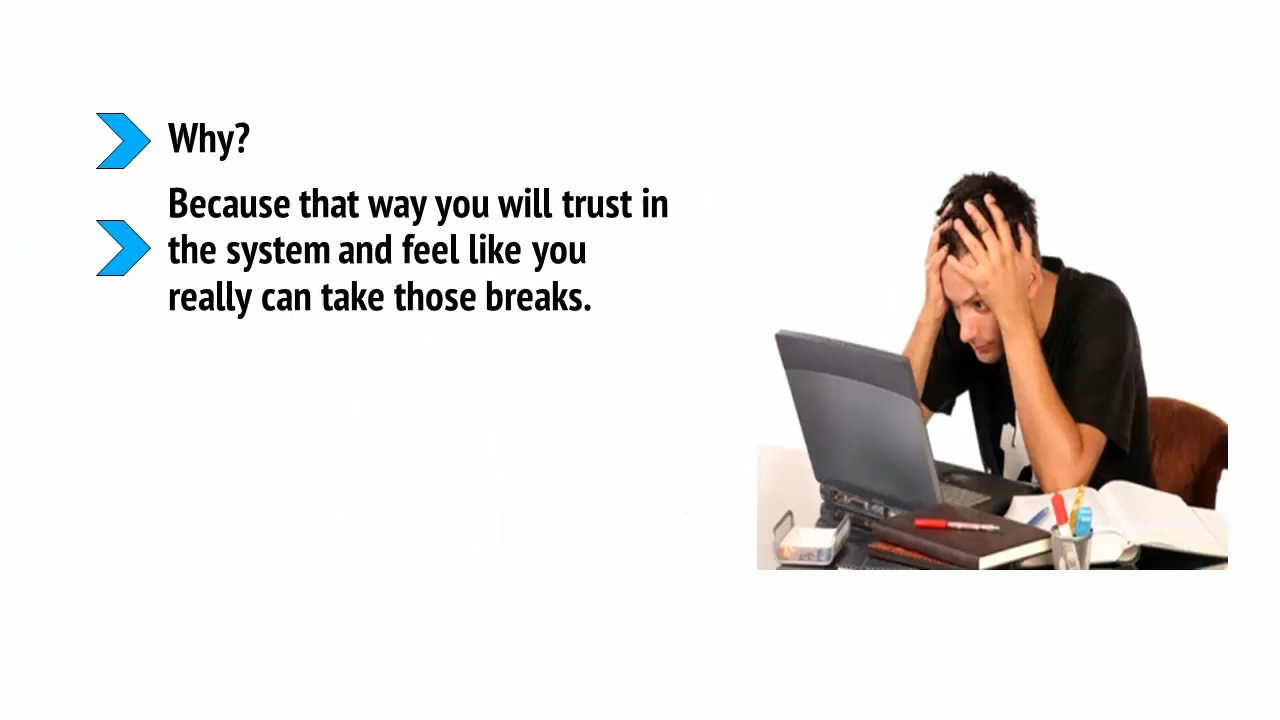 Why?
Because that way you will trust in
the system and feel like you
really can take those breaks.